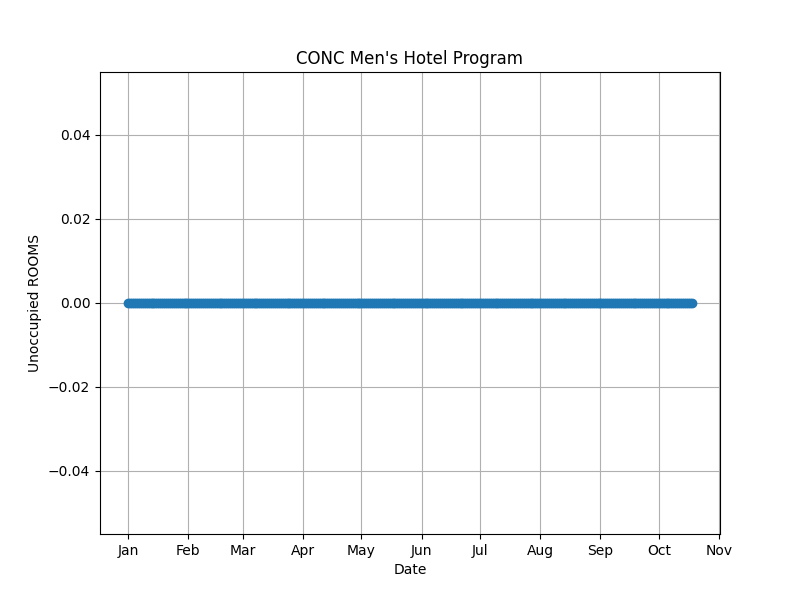 CONC Men's Hotel Program
Unoccupied ROOMS
0.04
0.02
0.00
−0.02
−0.04
Jan Feb Mar Apr May Jun Jul Aug Sep Oct Nov
Date